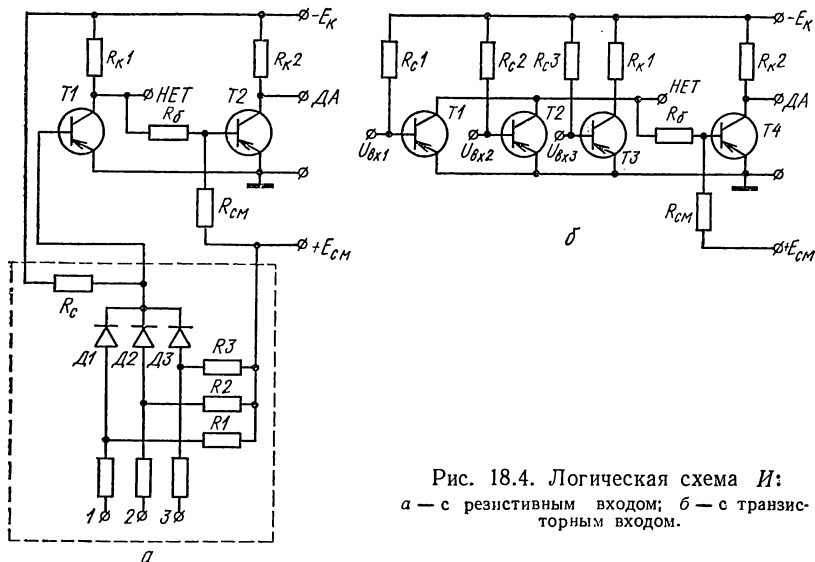 -Eк
Rк1
Rк2
T1
НЕТ
T2
ДА
Rб
Rсм
+Eсм
Rс
Д1
Д2
Д3
R3
R2
R1
1
2
3
а
-Eк
Rс1
Rс2
Rс3
Rк1
Rк2
НЕТ
ДА
T1
T2
Rб
T4
Uвх1
Uвх2
Uвх3
T3
Rсм
+Eсм
б
Рис. 18.4. Логическая схема И:
а — с резистивным входом; б — с транзис-
торным входом.